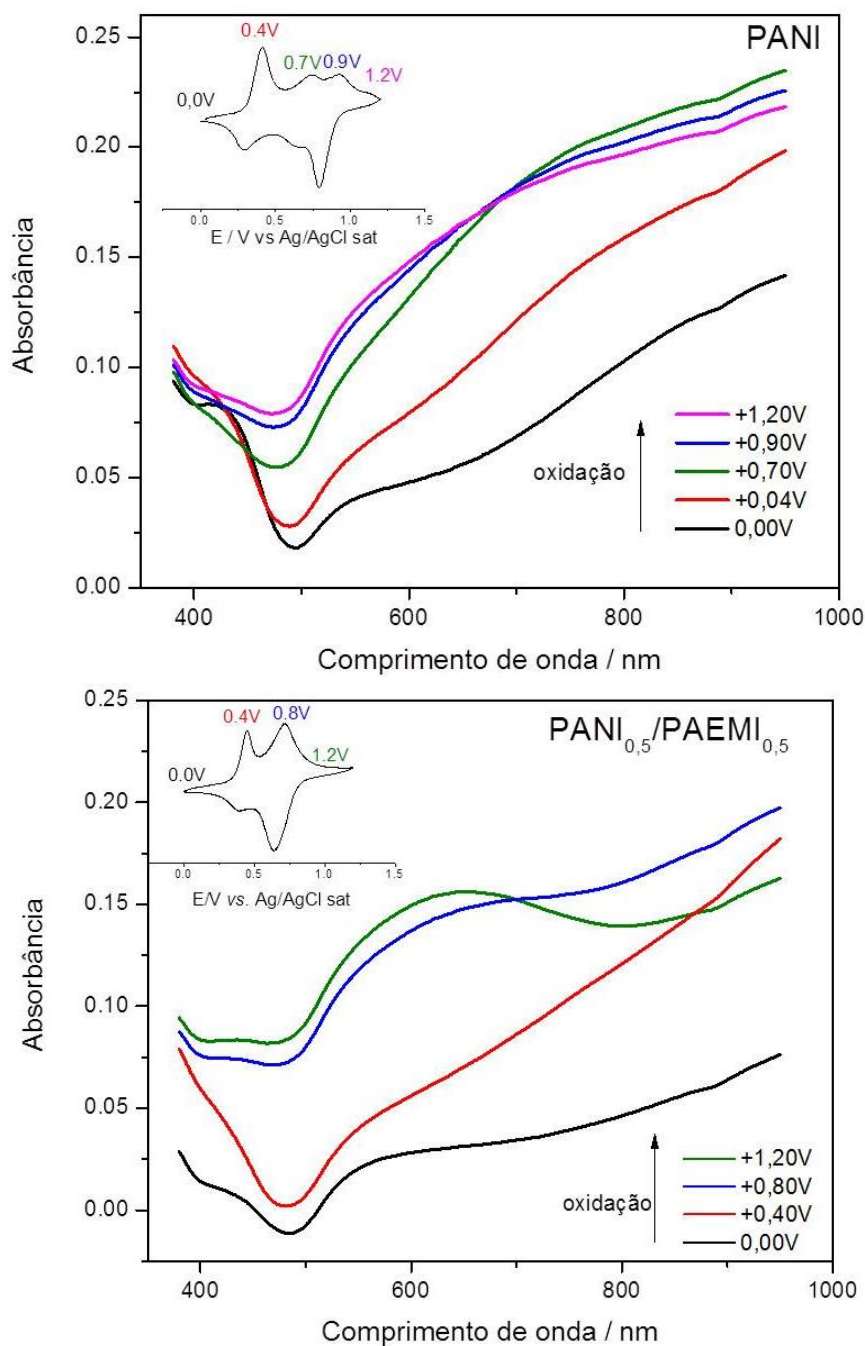 PANI
0.4V
0.7V 0.9V
1.2V
0,0V
0.0 0.5 1.0 1.5
E / V vs Ag/AgCl sat
0.25
0.20
0.15
0.10
0.05
0.00
Absorbância
oxidação
+1,20V
+0,90V
+0,70V
+0,04V
0,00V
400 600 800 1000
Comprimento de onda / nm
PANI0,5/PAEMI0,5
0.4V 0.8V
1.2V
0.0V
0.0 0.5 1.0 1.5
E/V vs. Ag/AgCl sat
0.25
0.20
0.15
0.10
0.05
0.00
Absorbância
oxidação
+1,20V
+0,80V
+0,40V
0,00V
400 600 800 1000
Comprimento de onda / nm